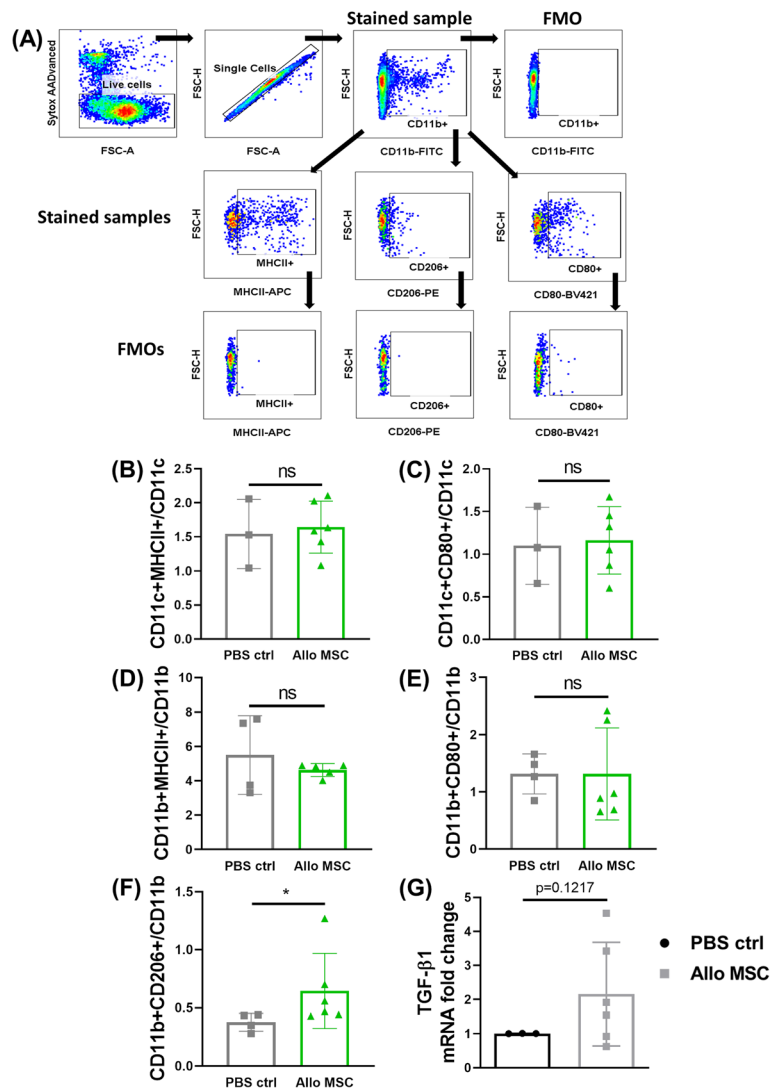 (A)
Stained sample
FMO
Sytox AADvanced
Live cells
FSC-A
FSC-H
Single Cells
FSC-A
FSC-H
CD11b+
CD11b-FITC
FSC-H
CD11b+
CD11b-FITC
Stained samples
FSC-H
MHCII+
MHCII-APC
FSC-H
CD206+
CD206-PE
FSC-H
CD80+
CD80-BV421
FMOs
FSC-H
MHCII+
MHCII-APC
FSC-H
CD206+
CD206-PE
FSC-H
CD80+
CD80-BV421
(B)
CD11c+MHCII+/CD11c
2.5
2.0
1.5
1.0
0.5
0.0
ns
PBS ctrl
Allo MSC
(C)
CD11c+CD80+/CD11c
2.0
1.5
1.0
0.5
0.0
ns
PBS ctrl
Allo MSC
(D)
CD11b+MHCII+/CD11b
10
8
6
4
2
0
ns
PBS ctrl
Allo MSC
(E)
CD11b+CD80+/CD11b
3
2
1
0
ns
PBS ctrl
Allo MSC
(F)
CD11b+CD206+/CD11b
1.5
1.0
0.5
0.0
*
PBS ctrl
Allo MSC
(G)
TGF-β1
mRNA fold change
5
4
3
2
1
0
p=0.1217
PBS ctrl
Allo MSC